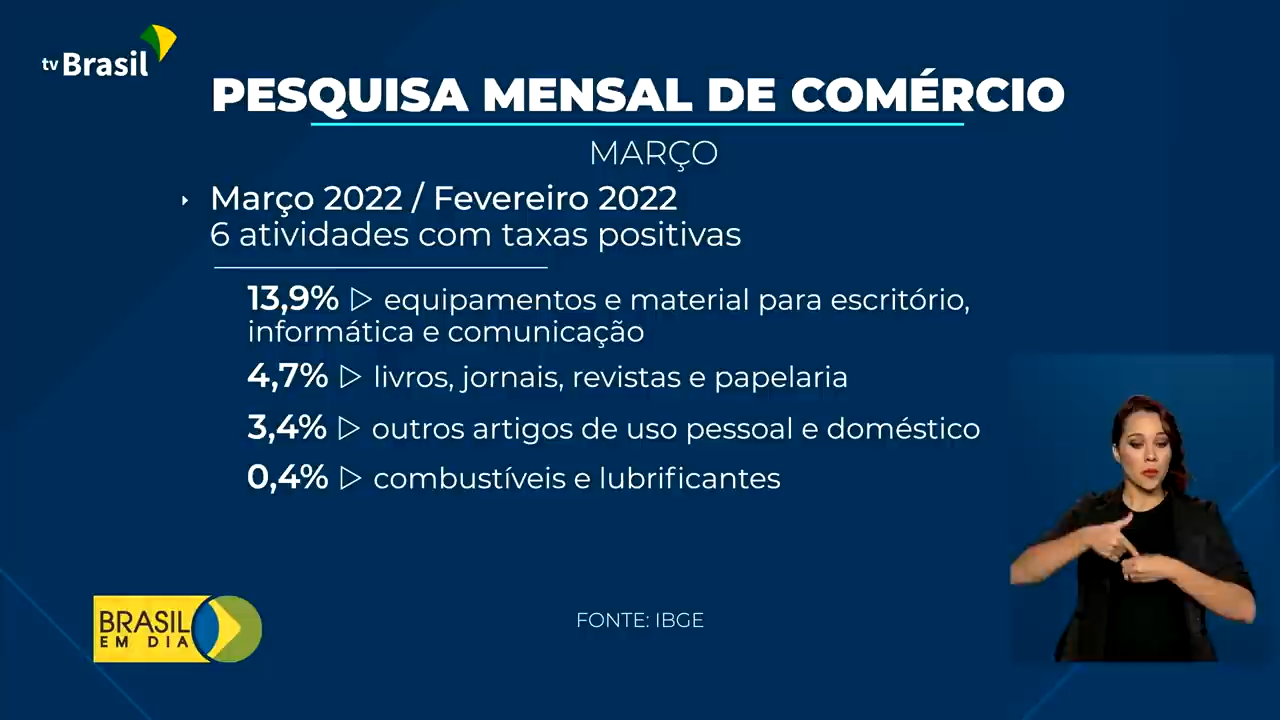 tv Brasil
PESQUISA MENSAL DE COMÉRCIO
MARÇO
Março 2022 / Fevereiro 2022
6 atividades com taxas positivas
13,9% ▷ equipamentos e material para escritório,
informática e comunicação
4,7% ▷ livros, jornais, revistas e papelaria
3,4% ▷ outros artigos de uso pessoal e doméstico
0,4% ▷ combustíveis e lubrificantes
BRASIL
EM DIA
FONTE: IBGE